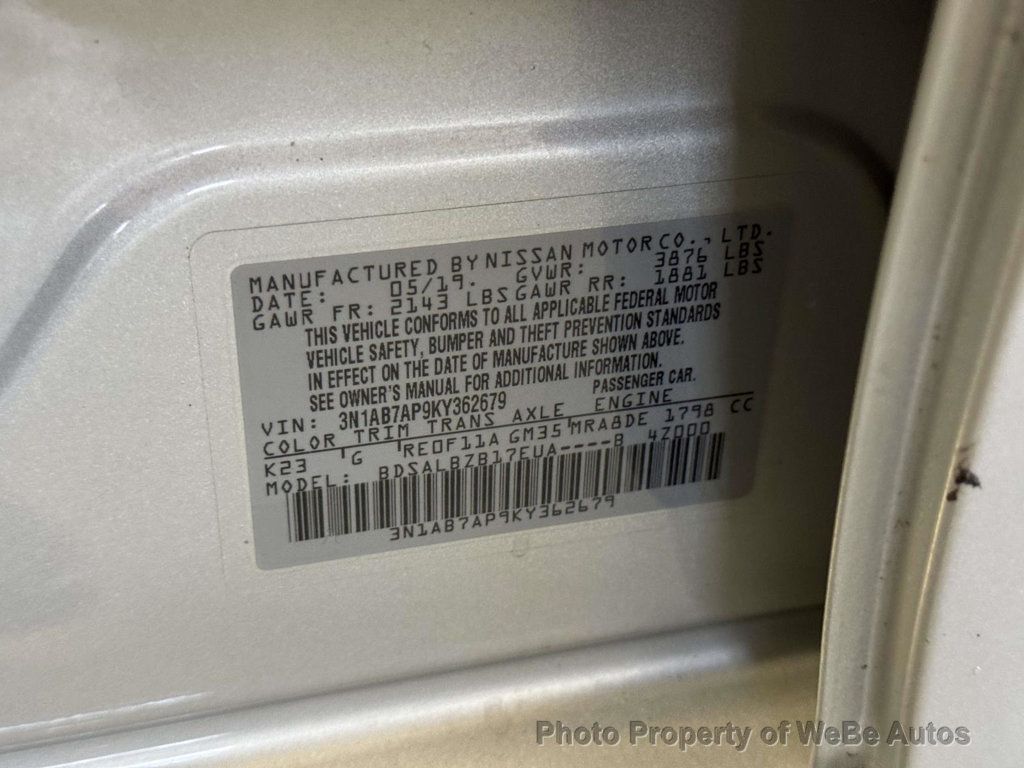 MANUFACTURED BY NISSAN MOTOR CO., LTD.
DATE: 05/19. GVWR: 3876 LBS
GAWR FR: 2143 LBS GAWR RR: 1881 LBS
THIS VEHICLE CONFORMS TO ALL APPLICABLE FEDERAL MOTOR
VEHICLE SAFETY, BUMPER AND THEFT PREVENTION STANDARDS
IN EFFECT ON THE DATE OF MANUFACTURE SHOWN ABOVE.
SEE OWNER'S MANUAL FOR ADDITIONAL INFORMATION.
VIN: 3N1AB7AP9KY362679 PASSENGER CAR.
COLOR TRIM TRANS AXLE ENGINE
K23 G RE0F11A GM35 MRA8DE 1798 CC
MODEL: BDSALBZB17EUA----B 4Z000
3N1AB7AP9KY362679
Photo Property of WeBe Autos